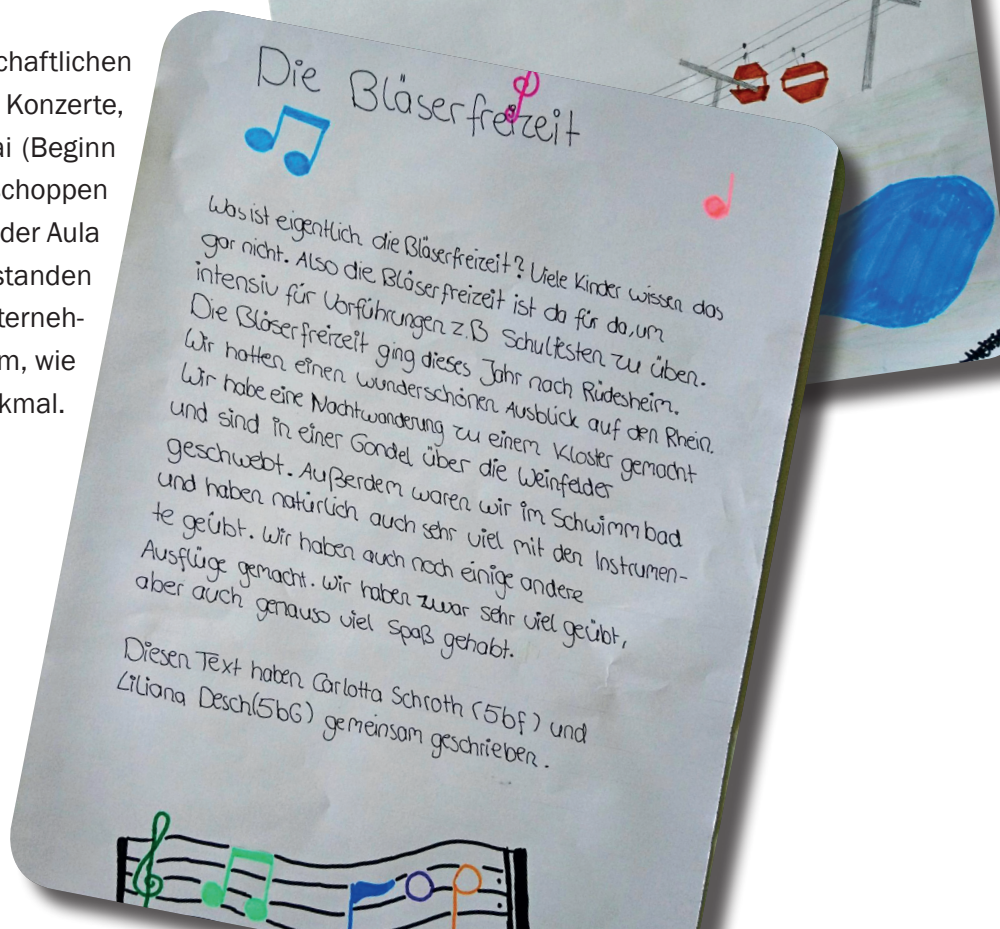 chaftlichen
Konzerte,
ai (Beginn
schoppen
der Aula
standen
terneh-
m, wie
kmal.
Die Bläserfreizeit
Was ist eigentlich die Bläserfreizeit? Viele Kinder wissen das
gar nicht. Also die Bläserfreizeit ist da für da, um
intensiv für Vorführungen z.B Schulfesten zu üben.
Die Bläserfreizeit ging dieses Jahr nach Rüdesheim.
Wir hatten einen wunderschönen Ausblick auf den Rhein.
Wir habe eine Nachtwanderung zu einem Kloster gemacht
und sind in einer Gondel über die Weinfelder
geschwebt. Außerdem waren wir im Schwimmbad
und haben natürlich auch sehr viel mit den Instrumen-
te geübt. Wir haben auch noch einige andere
Ausflüge gemacht. Wir haben zwar sehr viel geübt,
aber auch genauso viel Spaß gehabt.
Diesen Text haben Carlotta Schroth (5bf) und
Liliana Desch(5bG) gemeinsam geschrieben.